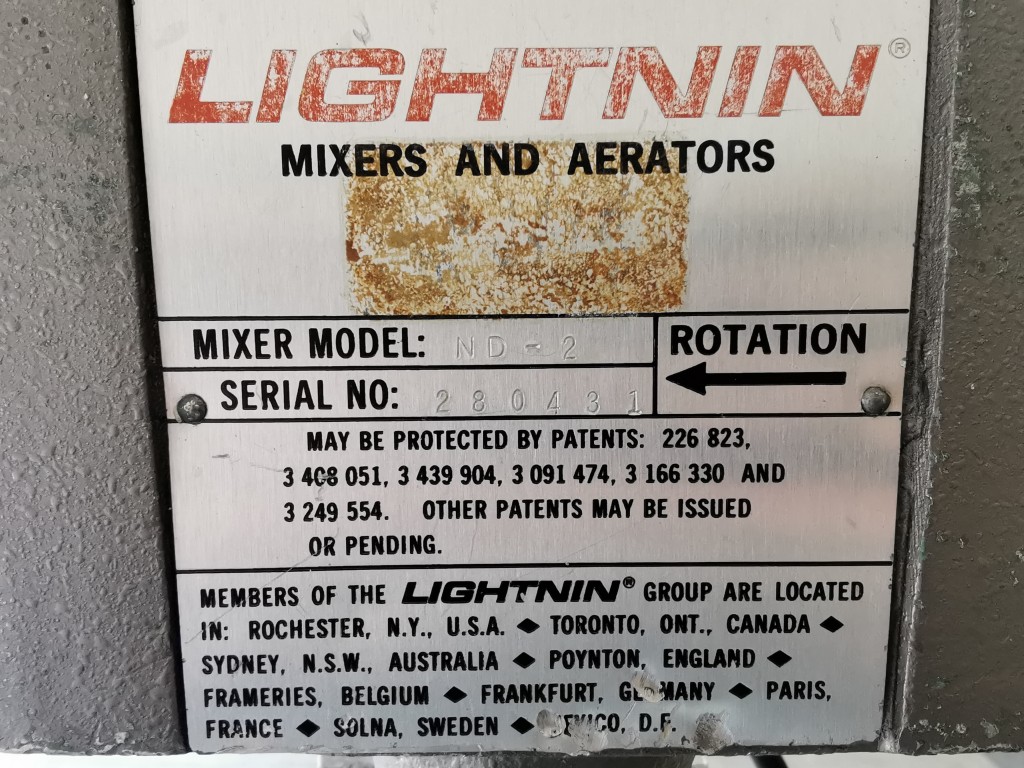 LIGHTNIN®
MIXERS AND AERATORS
MIXER MODEL: ND-2
ROTATION
SERIAL NO: 280431
MAY BE PROTECTED BY PATENTS: 226 823,
3 408 051, 3 439 904, 3 091 474, 3 166 330 AND
3 249 554. OTHER PATENTS MAY BE ISSUED
OR PENDING.
MEMBERS OF THE LIGHTNIN® GROUP ARE LOCATED
IN: ROCHESTER, N.Y., U.S.A. ◆ TORONTO, ONT., CANADA ◆
SYDNEY, N.S.W., AUSTRALIA ◆ POYNTON, ENGLAND ◆
FRAMERIES, BELGIUM ◆ FRANKFURT, GERMANY ◆ PARIS,
FRANCE ◆ SOLNA, SWEDEN ◆ MEXICO, D.F.